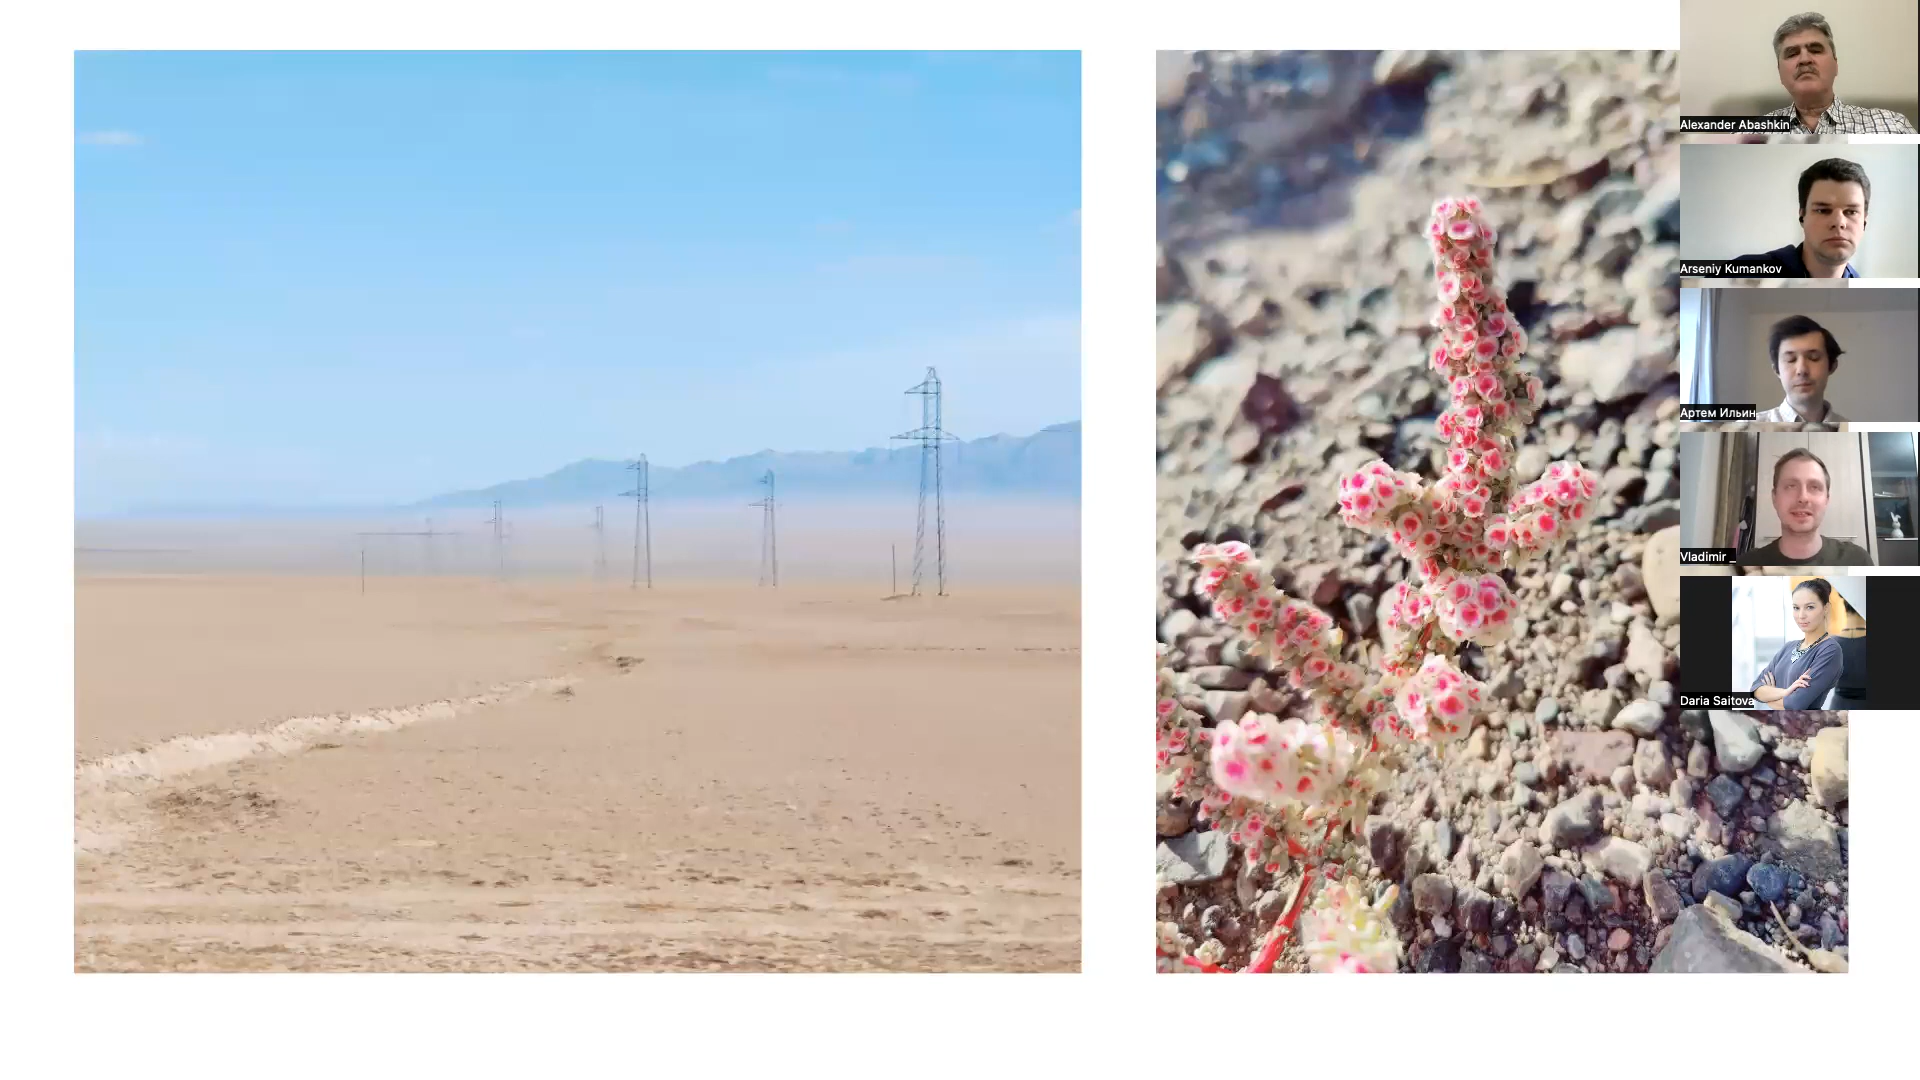 Alexander Abashkin
Arseniy Kumankov
Артем Ильин
Vladimir _
Daria Saitova